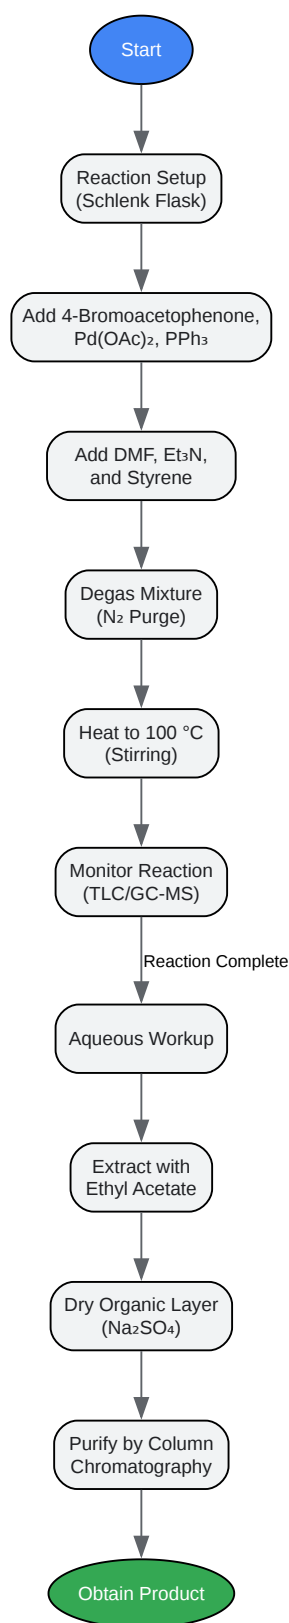 Start
Reaction Setup
(Schlenk Flask)
Add 4-Bromoacetophenone,
Pd(OAc)₂, PPh₃
Add DMF, Et₃N,
and Styrene
Degas Mixture
(N₂ Purge)
Heat to 100 °C
(Stirring)
Monitor Reaction
(TLC/GC-MS)
Reaction Complete
Aqueous Workup
Extract with
Ethyl Acetate
Dry Organic Layer
(Na₂SO₄)
Purify by Column
Chromatography
Obtain Product